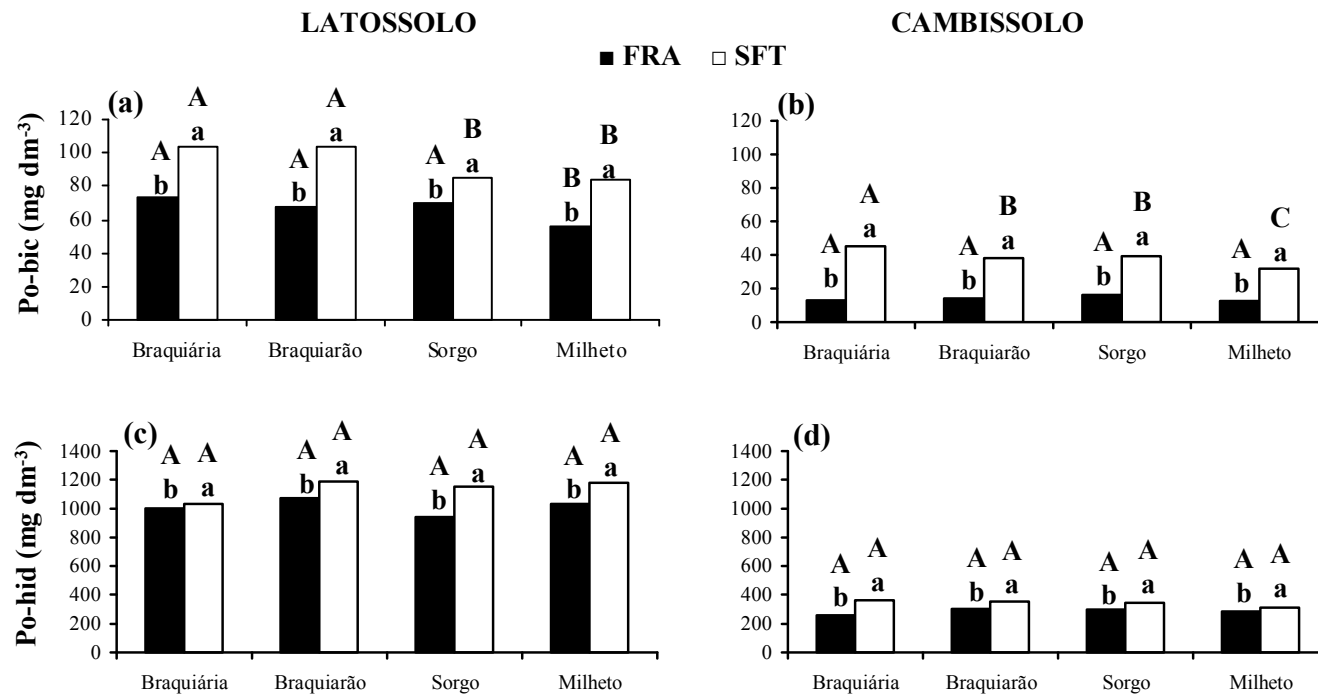 LATOSSOLO CAMBISSOLO
■ FRA □ SFT
(a) A A A A A B B B
b a b a b a b a
Po-bic (mg dm⁻³)
120
100
80
60
40
20
0
Braquiária Braquiarão Sorgo Milheto
(b) A A A B A B A C
b a b a b a b a
120
100
80
60
40
20
0
Braquiária Braquiarão Sorgo Milheto
(c) A A A A A A A A
b a b a b a b a
Po-hid (mg dm⁻³)
1400
1200
1000
800
600
400
200
0
Braquiária Braquiarão Sorgo Milheto
(d) A A A A A A A A
b a b a b a b a
1400
1200
1000
800
600
400
200
0
Braquiária Braquiarão Sorgo Milheto